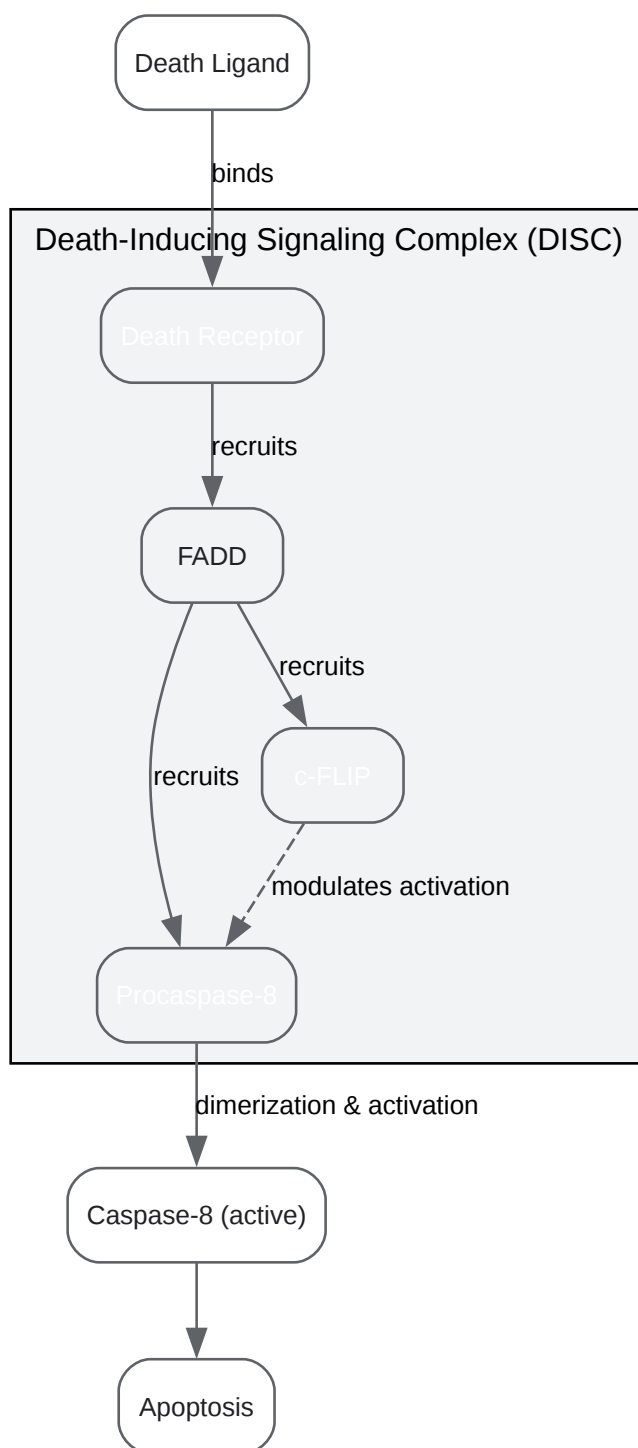 Death Ligand
binds
Death-Inducing Signaling Complex (DISC)
Death Receptor
recruits
FADD
recruits
recruits
c-FLIP
modulates activation
Procaspase-8
dimerization & activation
Caspase-8 (active)
Apoptosis